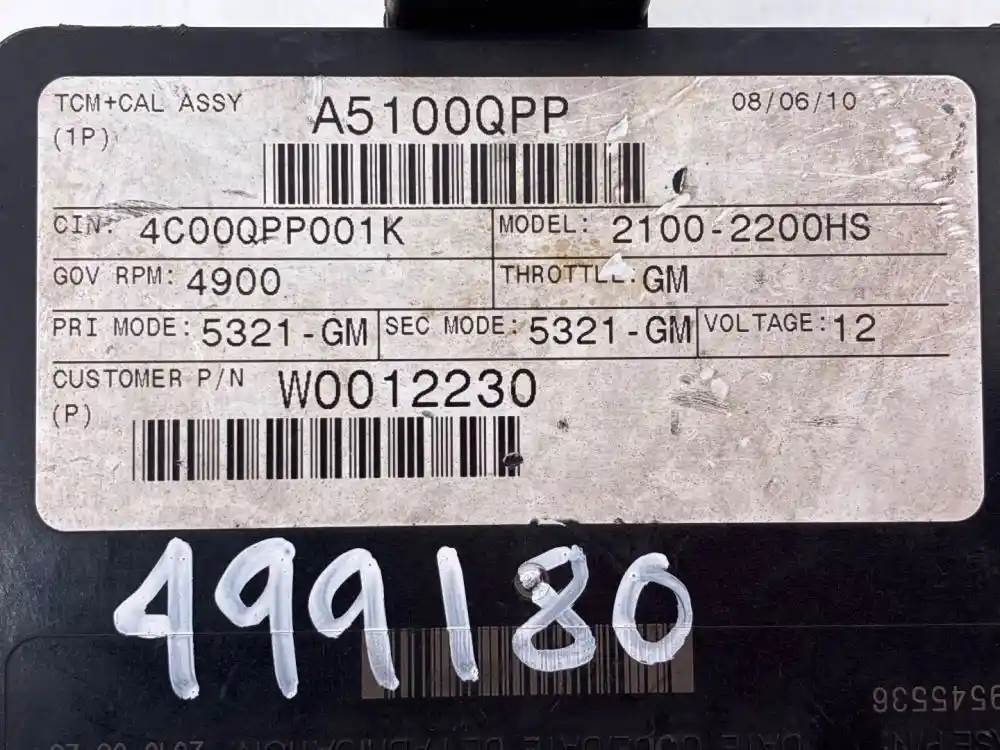 TCM+CAL ASSY A5100QPP 08/06/10
(1P)
CIN: 4C00QPP001K MODEL: 2100-2200HS
GOV RPM: 4900 THROTTLE: GM
PRI MODE: 5321-GM SEC MODE: 5321-GM VOLTAGE: 12
CUSTOMER P/N W0012230
(P)
499180
9545536